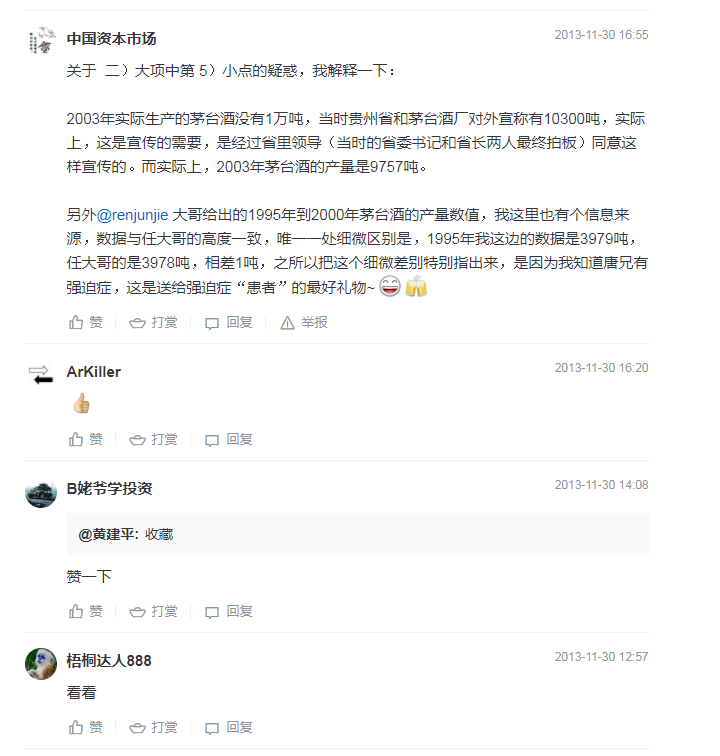 中国资本市场
2013-11-30 16:55
关于  二）大项中第 5）小点的疑惑，我解释一下：
2003年实际生产的茅台酒没有1万吨，当时贵州省和茅台酒厂对外宣称有10300吨，实际
上，这是宣传的需要，是经过省里领导（当时的省委书记和省长两人最终拍板）同意这
样宣传的。而实际上，2003年茅台酒的产量是9757吨。
另外@renjunjie 大哥给出的1995年到2000年茅台酒的产量数值，我这里也有个信息来
源，数据与任大哥的高度一致，唯一一处细微区别是，1995年我这边的数据是3979吨，
任大哥的是3978吨，相差1吨，之所以把这个细微差别特别指出来，是因为我知道唐兄有
强迫症，这是送给强迫症“患者”的最好礼物~
赞 打赏 回复 举报
ArKiller
2013-11-30 16:20
赞 打赏 回复
B姥爷学投资
2013-11-30 14:08
@黄建平: 收藏
赞一下
赞 打赏 回复
梧桐达人888
2013-11-30 12:57
看看
赞 打赏 回复